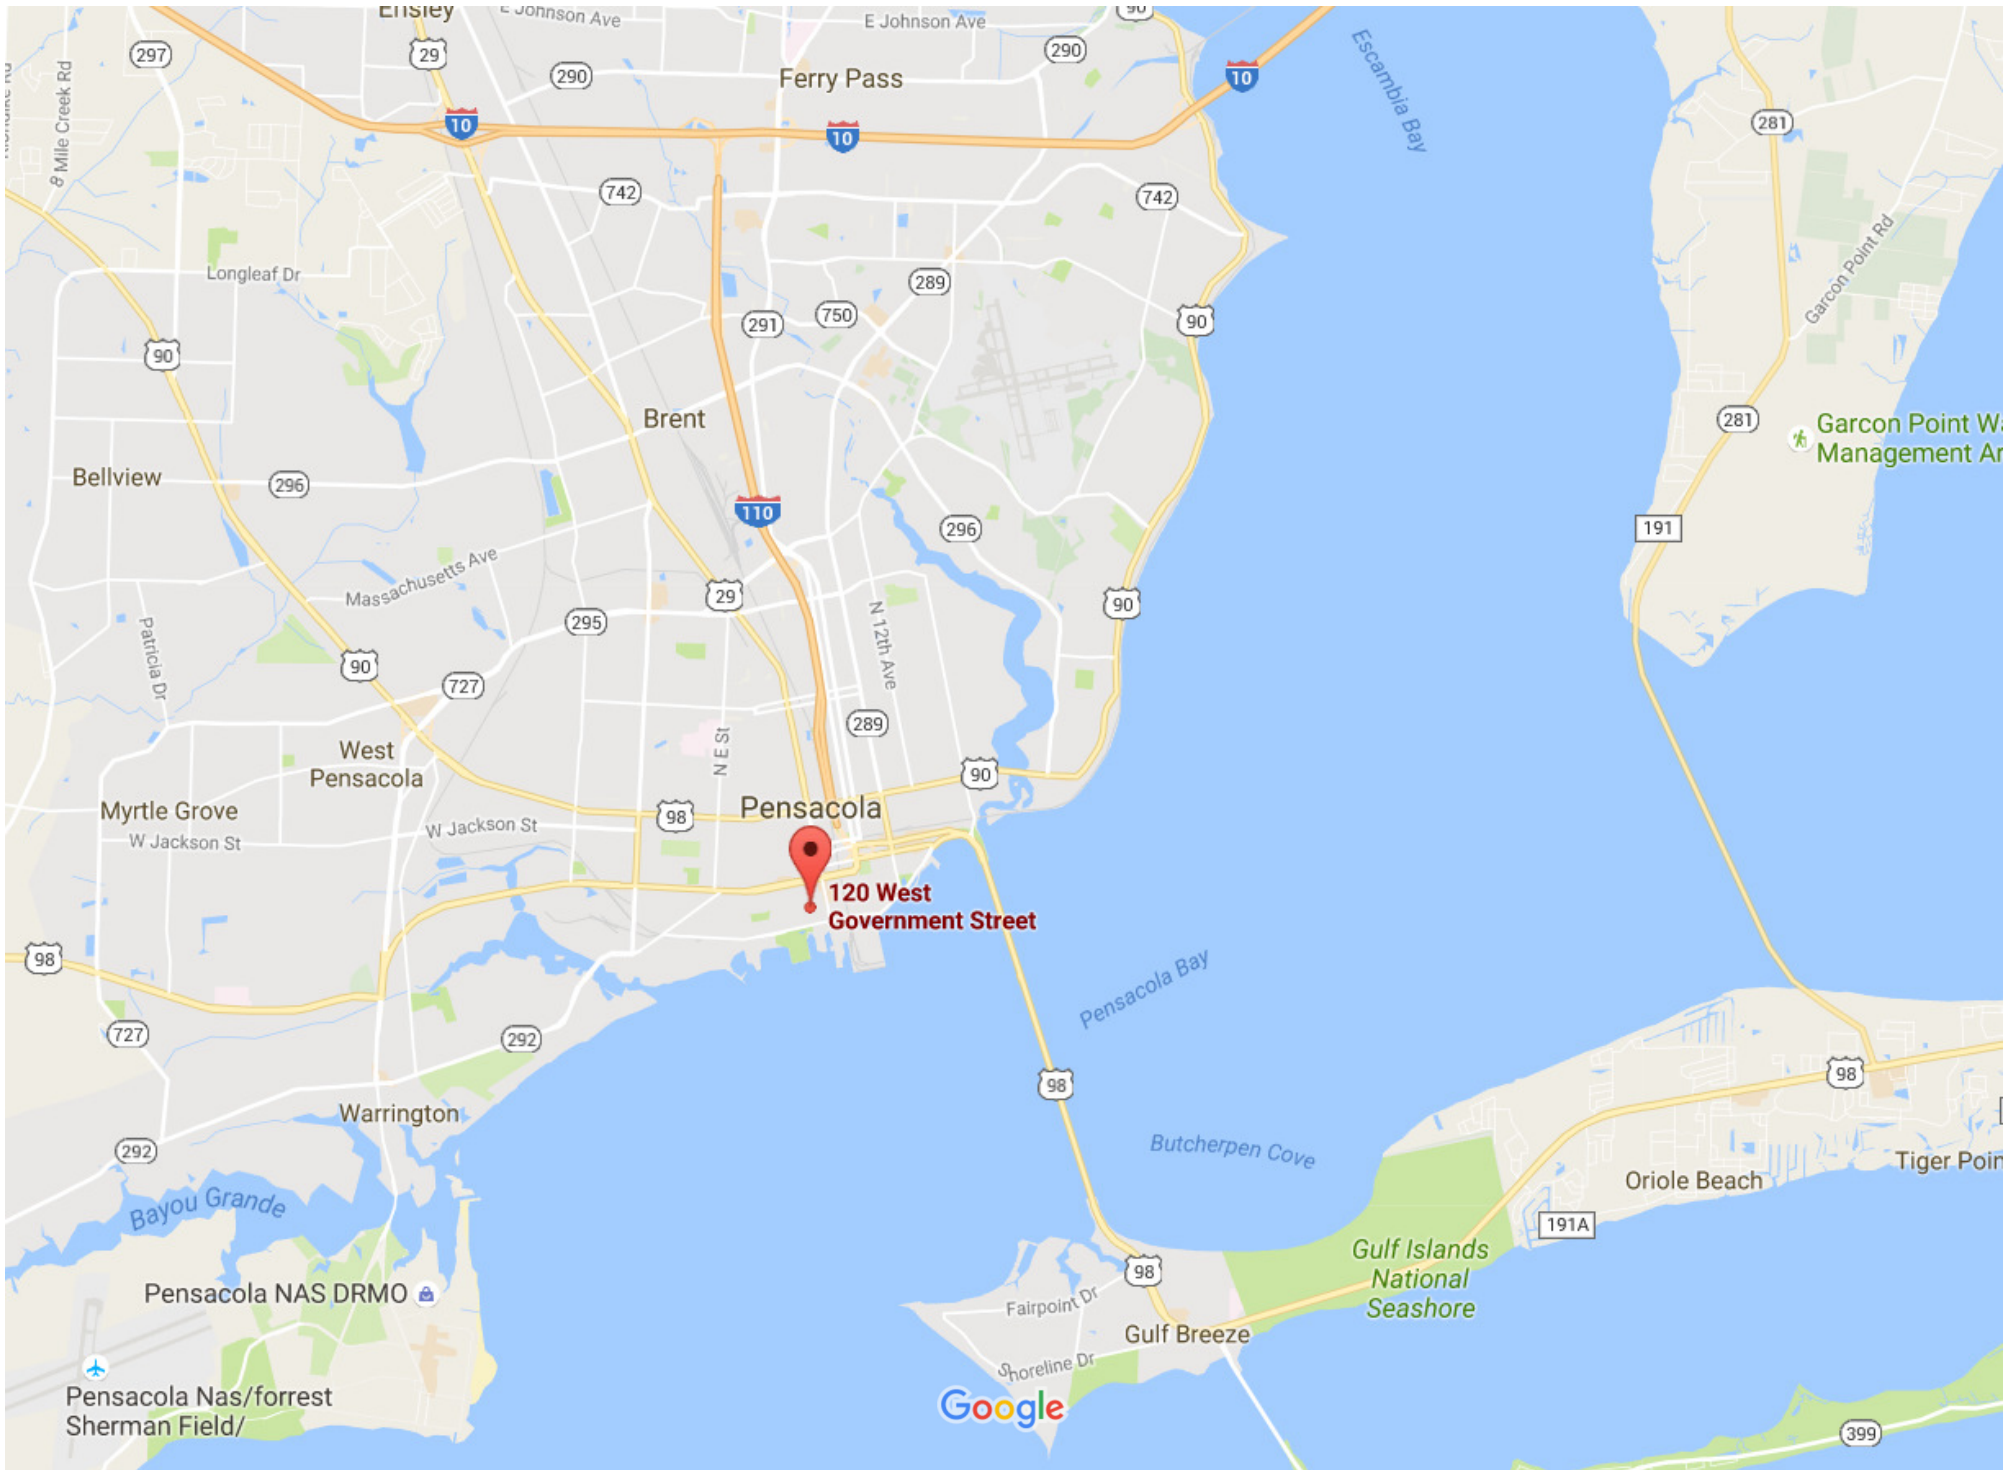 Ensley
E Johnson Ave
E Johnson Ave
90
297
29
290
290
Ferry Pass
10
Escambia Bay
8 Mile Creek Rd
10
10
281
742
742
Garcon Point Rd
Longleaf Dr
289
291
750
90
90
Brent
281
Garcon Point W
Management Ar
Bellview
296
110
296
191
Massachusetts Ave
29
90
295
N 12th Ave
Patricia Dr
90
727
289
N E St
West
Pensacola
90
Myrtle Grove
98
Pensacola
W Jackson St
W Jackson St
120 West
Government Street
98
Pensacola Bay
727
292
98
98
Warrington
292
Butcherpen Cove
Tiger Poin
Oriole Beach
Bayou Grande
191A
Gulf Islands
National
Seashore
98
Pensacola NAS DRMO
Fairpoint Dr
Gulf Breeze
Shoreline Dr
Pensacola Nas/forrest
Sherman Field/
Google
399